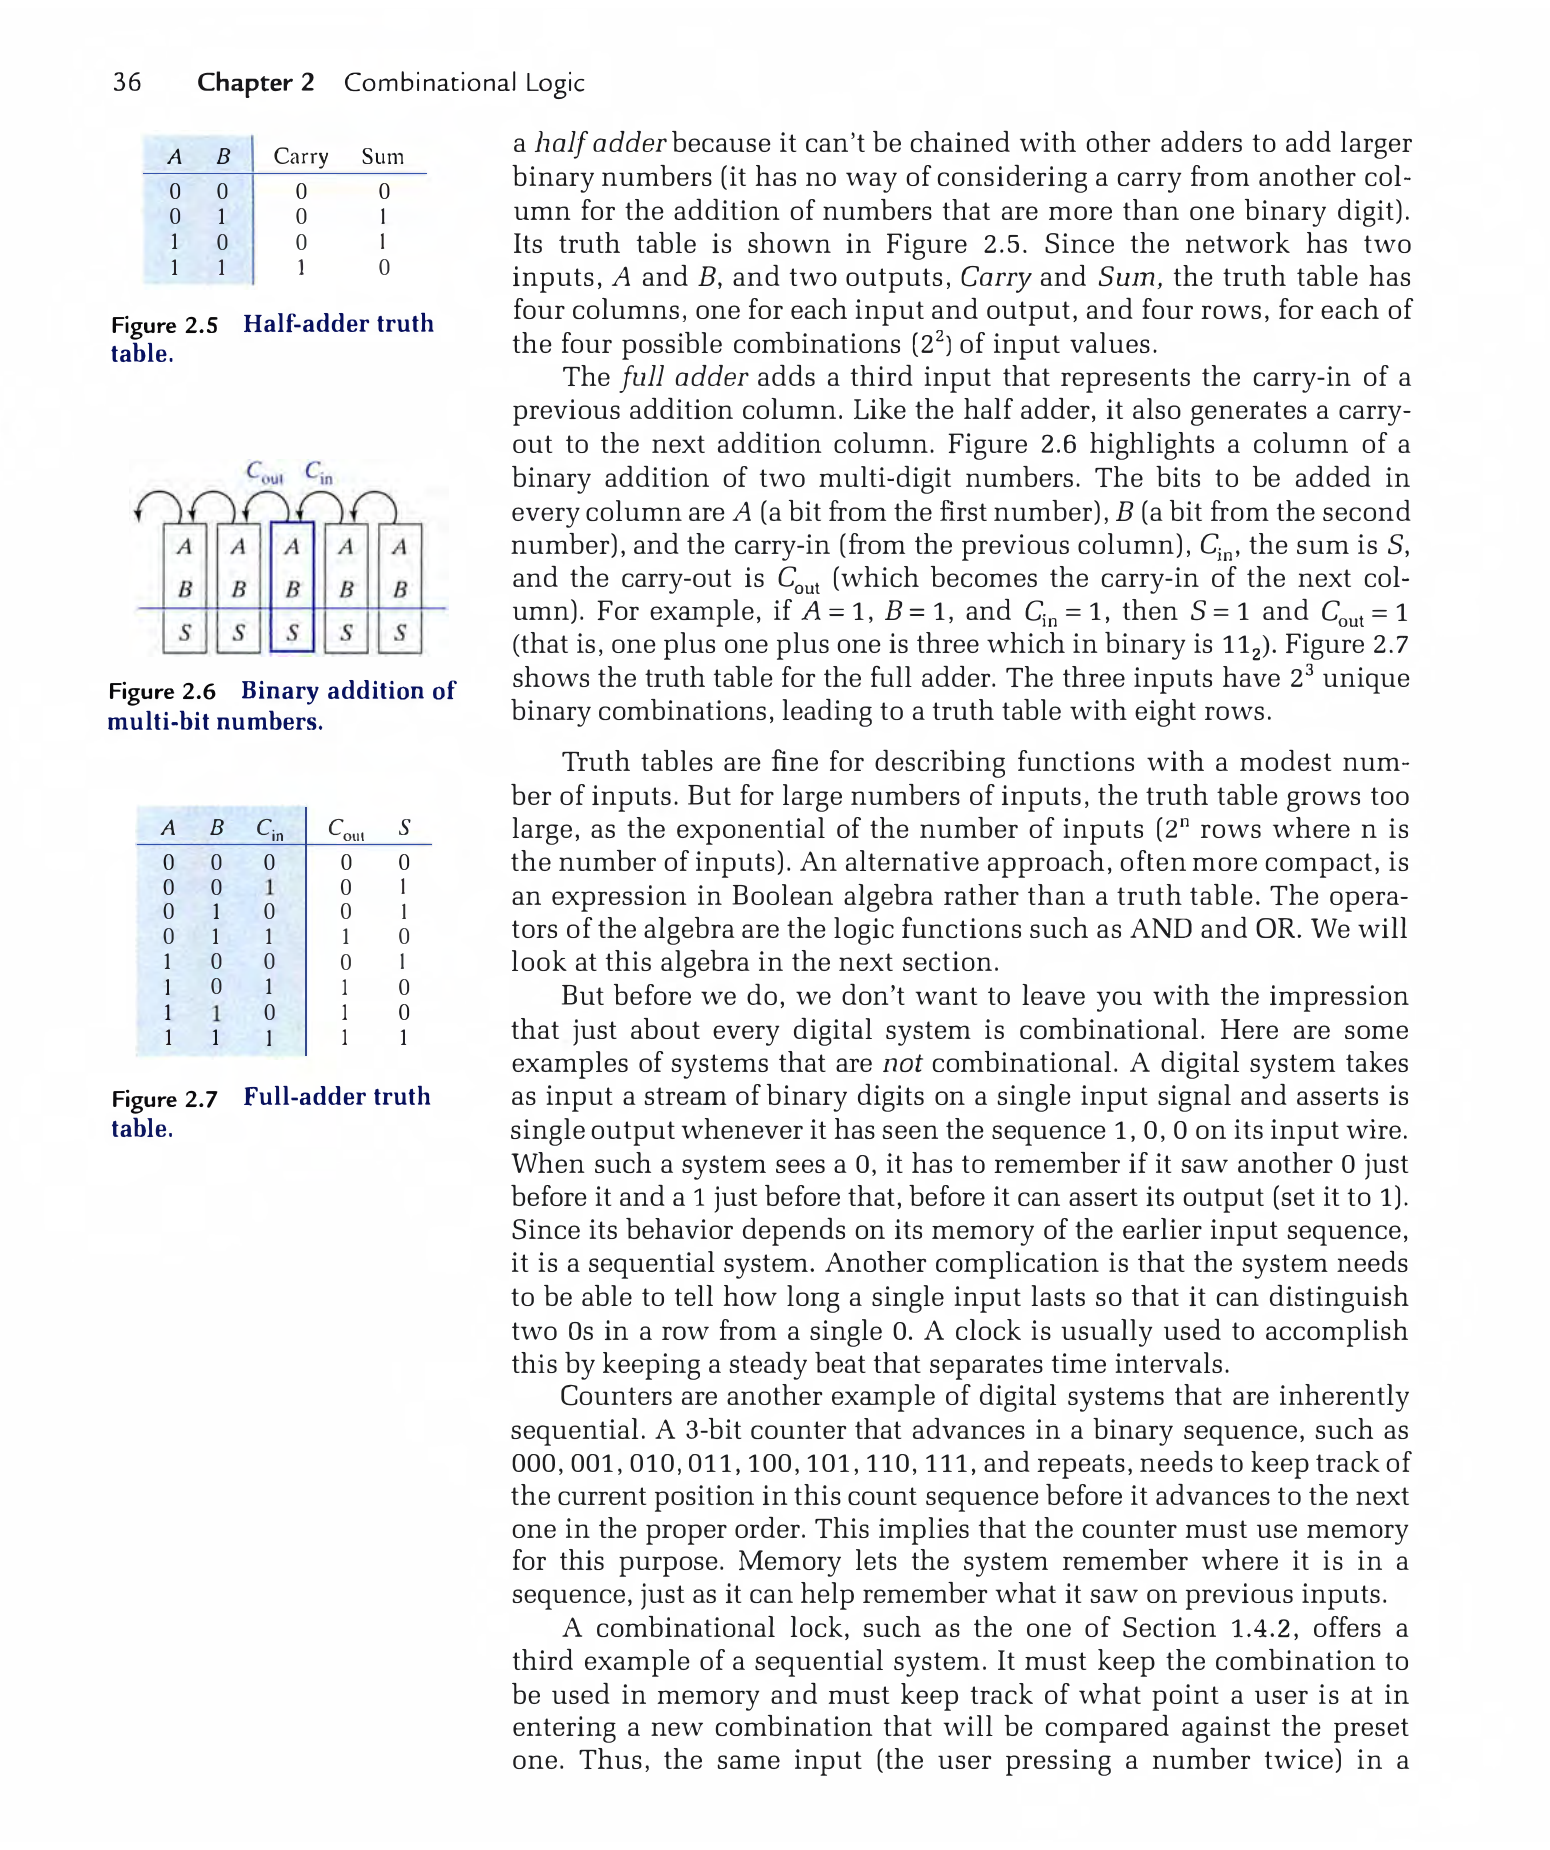 36 Chapter 2 Combinational Logic
A B Carry Sum
0 0 0 0
0 1 0 1
1 0 0 1
1 1 1 0
Figure 2.5 Half-adder truth
table.
C_out C_in
A A A A A
B B B B B
S S S S S
Figure 2.6 Binary addition of
multi-bit numbers.
A B C_in C_out S
0 0 0 0 0
0 0 1 0 1
0 1 0 0 1
0 1 1 1 0
1 0 0 0 1
1 0 1 1 0
1 1 0 1 0
1 1 1 1 1
Figure 2.7 Full-adder truth
table.
a half adder because it can't be chained with other adders to add larger
binary numbers (it has no way of considering a carry from another col-
umn for the addition of numbers that are more than one binary digit).
Its truth table is shown in Figure 2.5. Since the network has two
inputs, A and B, and two outputs, Carry and Sum, the truth table has
four columns, one for each input and output, and four rows, for each of
the four possible combinations (2²) of input values.
The full adder adds a third input that represents the carry-in of a
previous addition column. Like the half adder, it also generates a carry-
out to the next addition column. Figure 2.6 highlights a column of a
binary addition of two multi-digit numbers. The bits to be added in
every column are A (a bit from the first number), B (a bit from the second
number), and the carry-in (from the previous column), C_in, the sum is S,
and the carry-out is C_out (which becomes the carry-in of the next col-
umn). For example, if A = 1, B = 1, and C_in = 1, then S = 1 and C_out = 1
(that is, one plus one plus one is three which in binary is 11₂). Figure 2.7
shows the truth table for the full adder. The three inputs have 2³ unique
binary combinations, leading to a truth table with eight rows.
Truth tables are fine for describing functions with a modest num-
ber of inputs. But for large numbers of inputs, the truth table grows too
large, as the exponential of the number of inputs (2ⁿ rows where n is
the number of inputs). An alternative approach, often more compact, is
an expression in Boolean algebra rather than a truth table. The opera-
tors of the algebra are the logic functions such as AND and OR. We will
look at this algebra in the next section.
But before we do, we don't want to leave you with the impression
that just about every digital system is combinational. Here are some
examples of systems that are not combinational. A digital system takes
as input a stream of binary digits on a single input signal and asserts is
single output whenever it has seen the sequence 1, 0, 0 on its input wire.
When such a system sees a 0, it has to remember if it saw another 0 just
before it and a 1 just before that, before it can assert its output (set it to 1).
Since its behavior depends on its memory of the earlier input sequence,
it is a sequential system. Another complication is that the system needs
to be able to tell how long a single input lasts so that it can distinguish
two 0s in a row from a single 0. A clock is usually used to accomplish
this by keeping a steady beat that separates time intervals.
Counters are another example of digital systems that are inherently
sequential. A 3-bit counter that advances in a binary sequence, such as
000, 001, 010, 011, 100, 101, 110, 111, and repeats, needs to keep track of
the current position in this count sequence before it advances to the next
one in the proper order. This implies that the counter must use memory
for this purpose. Memory lets the system remember where it is in a
sequence, just as it can help remember what it saw on previous inputs.
A combinational lock, such as the one of Section 1.4.2, offers a
third example of a sequential system. It must keep the combination to
be used in memory and must keep track of what point a user is at in
entering a new combination that will be compared against the preset
one. Thus, the same input (the user pressing a number twice) in a